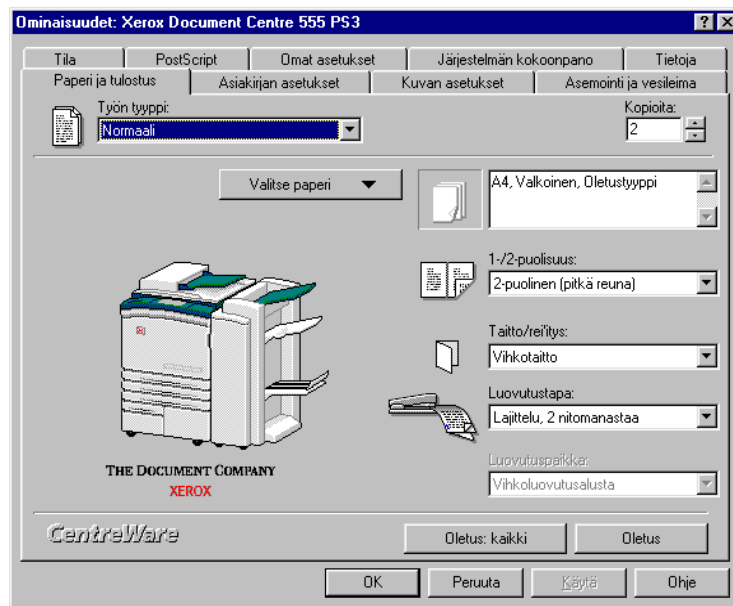 Ominaisuudet: Xerox Document Centre 555 PS3
Tila PostScript Omat asetukset Järjestelmän kokoonpano Tietoja
Paperi ja tulostus Asiakirjan asetukset Kuvan asetukset Asemointi ja vesileima
Työn tyyppi:
Normaali
Kopioita:
2
Valitse paperi
A4, Valkoinen, Oletustyyppi
1-/2-puolisuus:
2-puolinen (pitkä reuna)
Taitto/rei'itys:
Vihkotaitto
Luovutustapa:
Lajittelu, 2 nitomanastaa
Luovutuspaikka:
Vihkoluovutusalusta
THE DOCUMENT COMPANY
XEROX
CentreWare
Oletus: kaikki Oletus
OK Peruuta Käytä Ohje